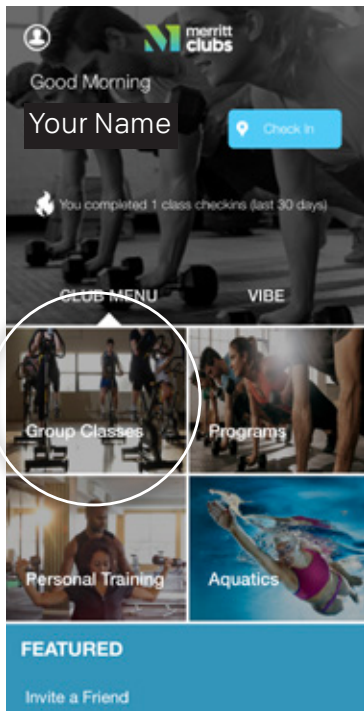 merritt
clubs
Good Morning
Your Name
Check In
You completed 1 class checkins (last 30 days)
CLUB MENU
VIBE
Group Classes
Programs
Personal Training
Aquatics
FEATURED
Invite a Friend